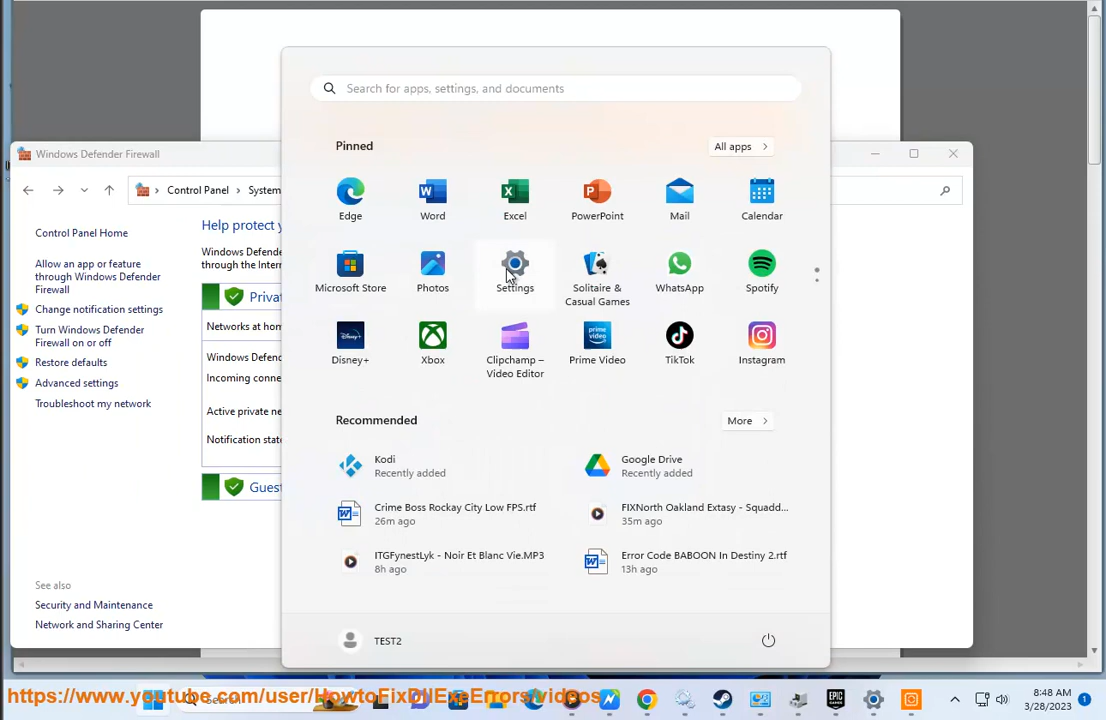 Search for apps, settings, and documents
Pinned
All apps
Windows Defender Firewall
Control Panel
System
Edge
Word
Excel
PowerPoint
Mail
Calendar
Control Panel Home
Allow an app or feature
through Windows Defender
Firewall
Change notification settings
Turn Windows Defender
Firewall on or off
Restore defaults
Advanced settings
Troubleshoot my network
Help protect y
Windows Defende
through the Intern
Priva
Networks at hom
Windows Defend
Incoming connec
Active private ne
Notification state
Guest
Microsoft Store
Photos
Settings
Solitaire &
Casual Games
WhatsApp
Spotify
Disney+
Xbox
Clipchamp –
Video Editor
Prime Video
TikTok
Instagram
Recommended
More
Kodi
Recently added
Google Drive
Recently added
Crime Boss Rockay City Low FPS.rtf
26m ago
FIXNorth Oakland Extasy - Squadd...
35m ago
ITGFynestLyk - Noir Et Blanc Vie.MP3
8h ago
Error Code BABOON In Destiny 2.rtf
13h ago
See also
Security and Maintenance
Network and Sharing Center
TEST2
https://www.youtube.com/user/HowtoFixDllExeErrors/videos
Search
8:48 AM
3/28/2023
1